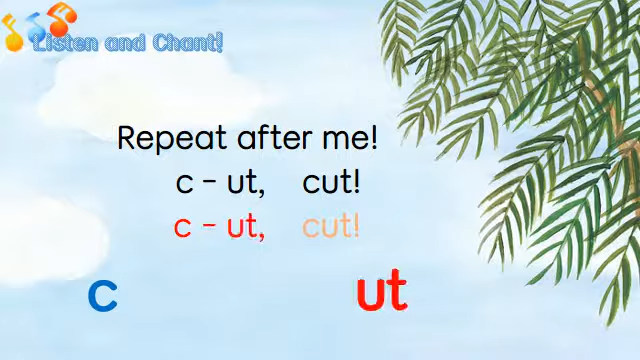 Listen and Chant!
Repeat after me!
c - ut, cut!
c - ut, cut!
c ut